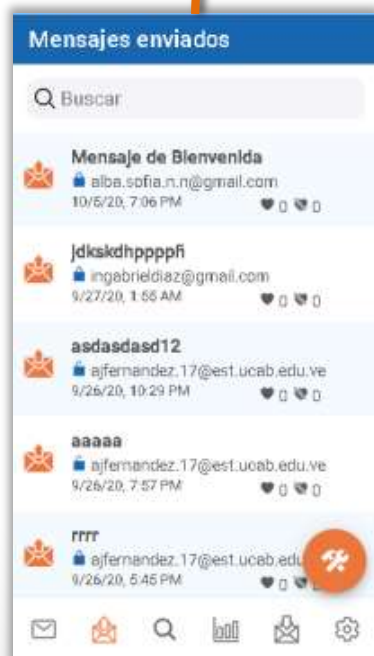 Mensajes enviados
Buscar
Mensaje de Bienvenida
alba.sofia.n.n@gmail.com
10/6/20, 7:06 PM 0 0
jdkskdhppppfi
ingabrieldiaz@gmail.com
9/27/20, 1:55 AM 0 0
asdasdasd12
ajfernandez.17@est.ucab.edu.ve
9/26/20, 10:29 PM 0 0
aaaaa
ajfernandez.17@est.ucab.edu.ve
9/26/20, 7:57 PM 0 0
rrrr
ajfernandez.17@est.ucab.edu
9/26/20, 5:45 PM 0